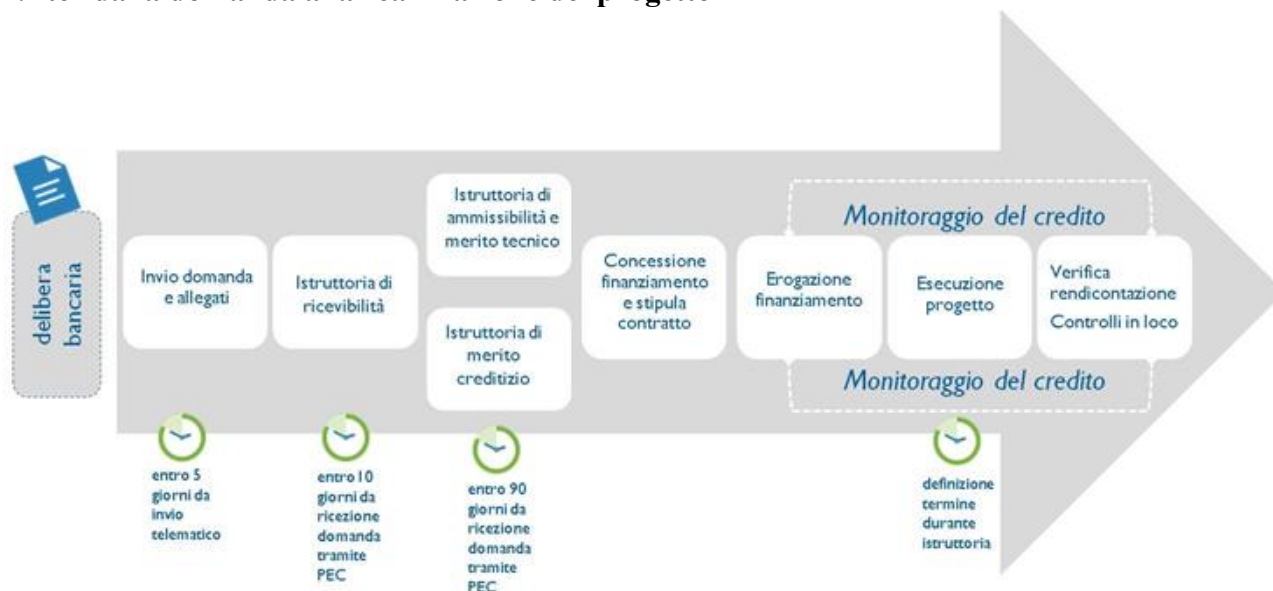 domanda
progetto
delibera
bancaria
Invio domanda
e allegati
Istruttoria di
ricevibilità
Istruttoria di
ammissibilità e
merito tecnico
Istruttoria di
merito
creditizio
Concessione
finanziamento
e stipula
contratto
Monitoraggio del credito
Erogazione
finanziamento
Esecuzione
progetto
Verifica
rendicontazione
Controlli in loco
Monitoraggio del credito
entro 5
giorni da
invio
telematico
entro 10
giorni da
ricezione
domanda
tramite
PEC
entro 90
giorni da
ricezione
domanda
tramite
PEC
definizione
termine
durante
istruttoria